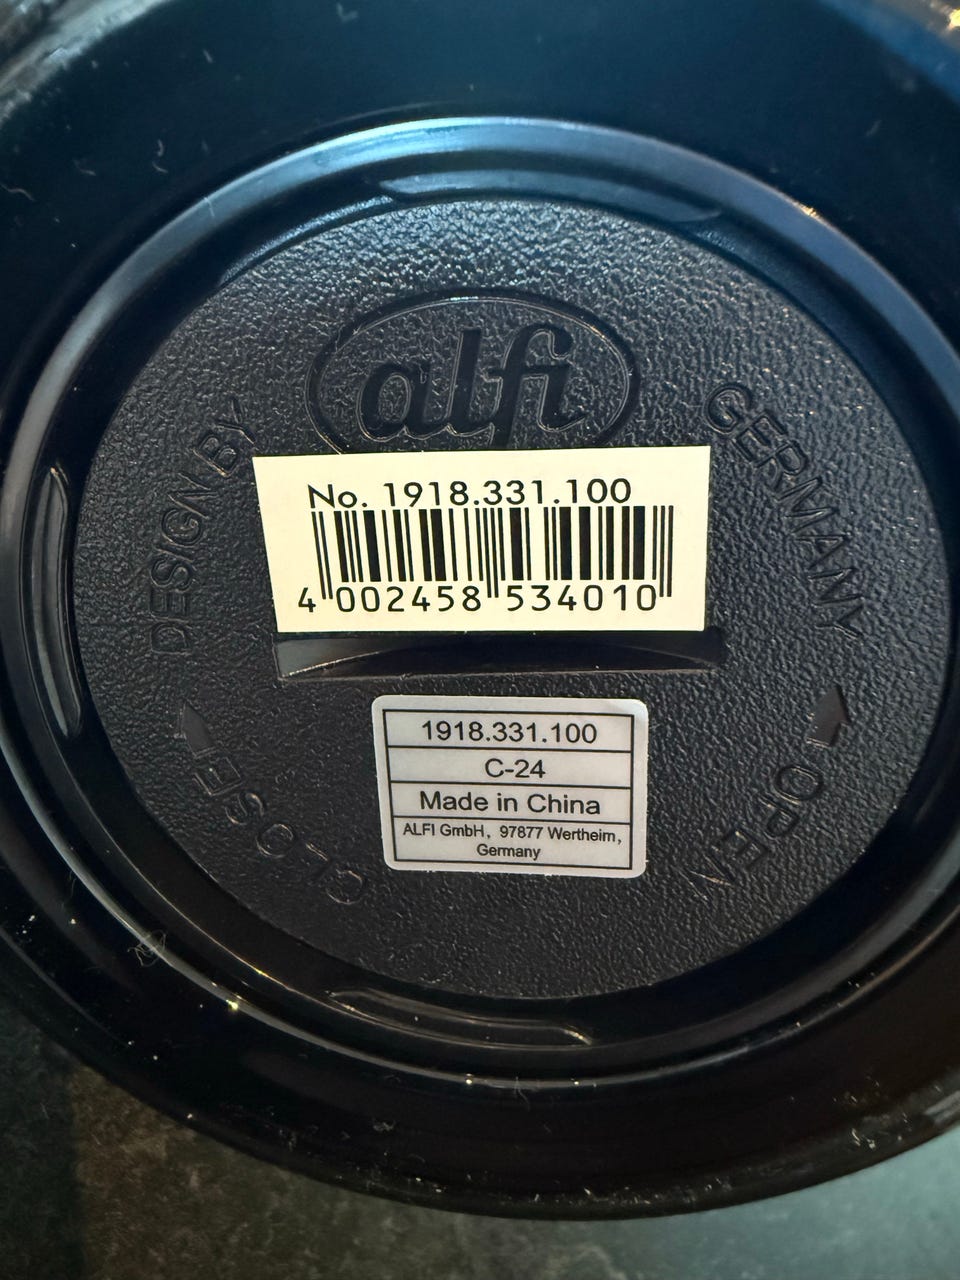 alfi
DESIGN BY
GERMANY
No. 1918.331.100
4 002458 534010
1918.331.100
C-24
Made in China
ALFI GmbH, 97877 Wertheim,
Germany
CLOSE
OPEN